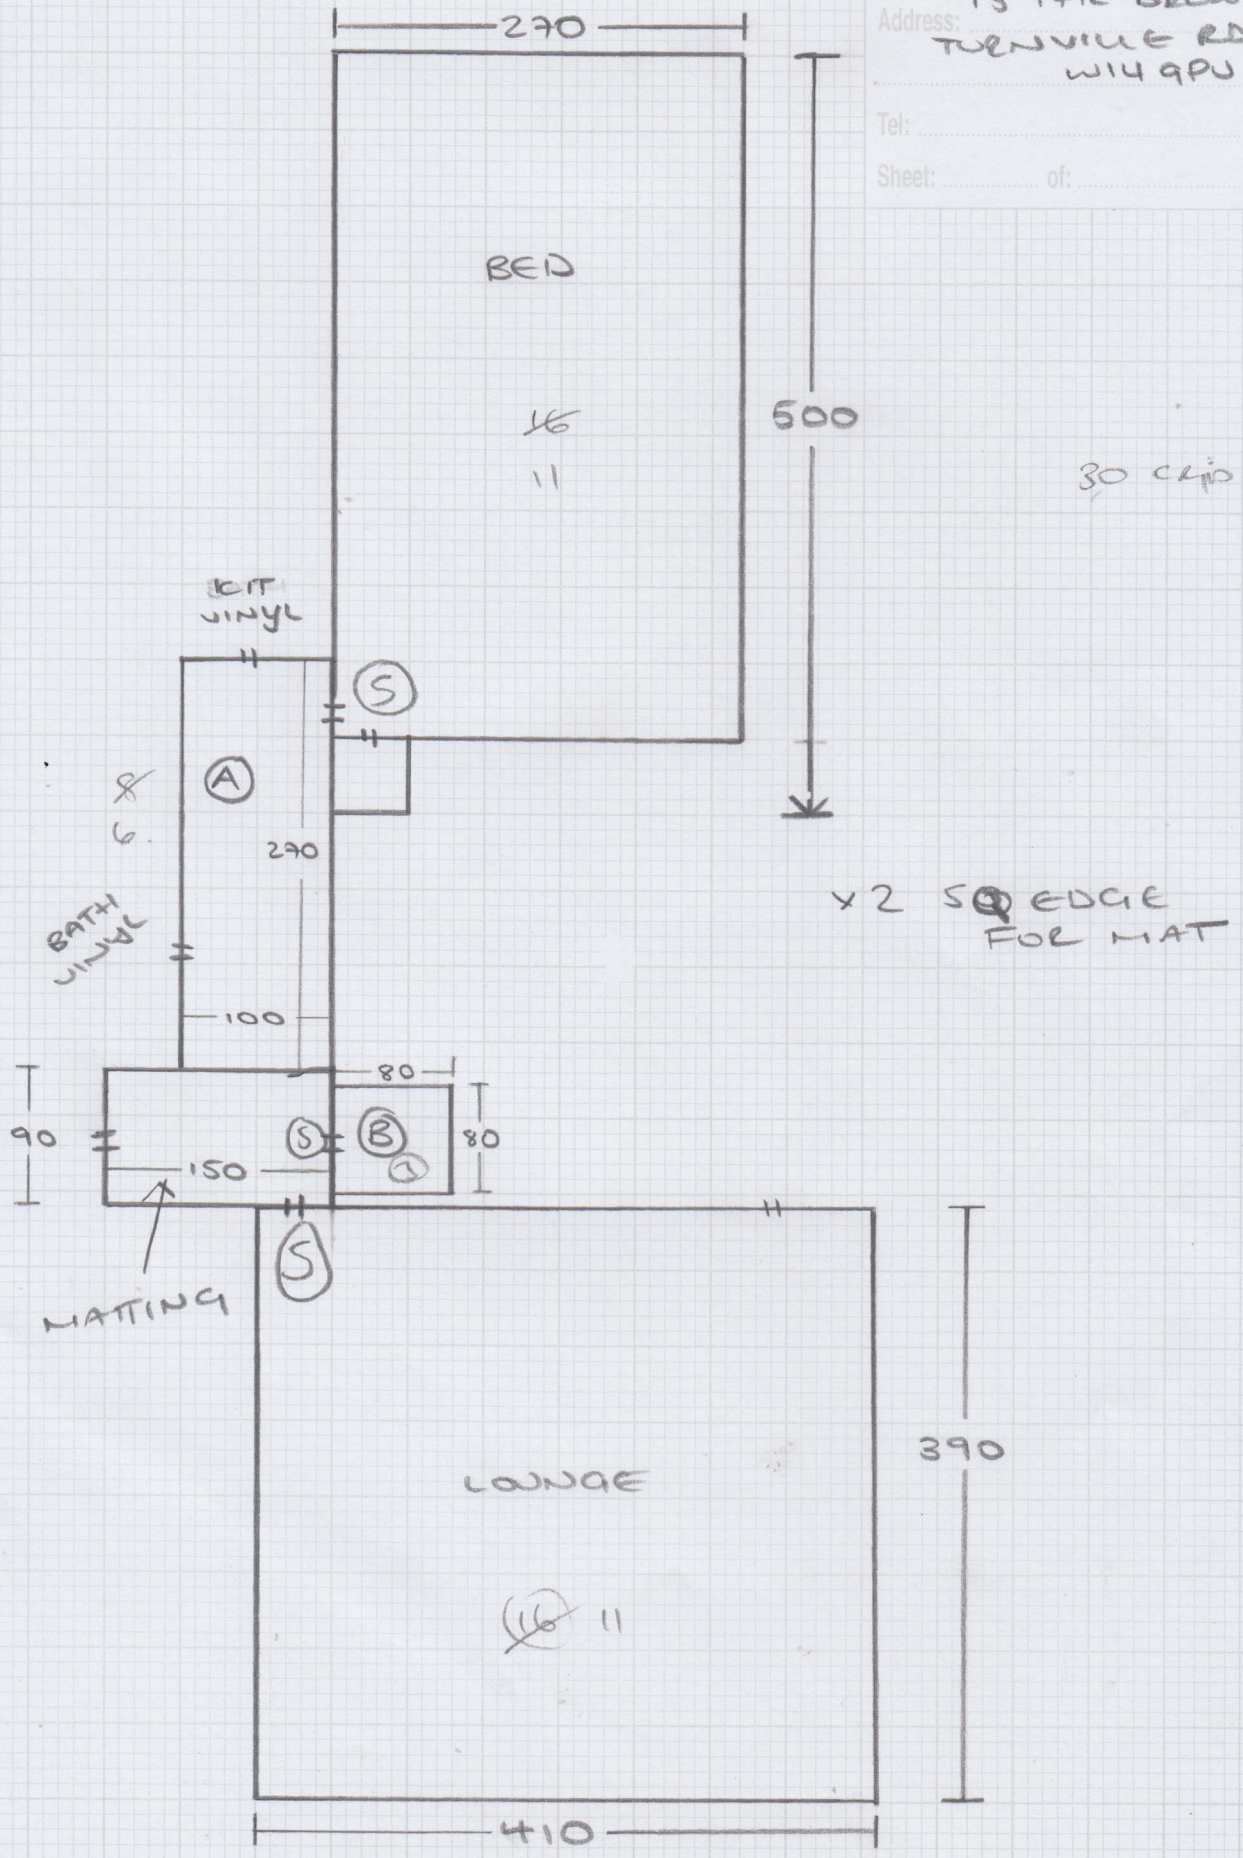 270
Address:
TURNVILLE RD
W14 9PU
Tel:
Sheet: of:
BED
16
11
500
30
KIT
VINYL
S
A
8
6.
270
BATH
VINYL
x2 SQ EDGE
FOR MAT
100
80
90
S
B
80
150
S
MATTING
390
LOUNGE
16 11
410